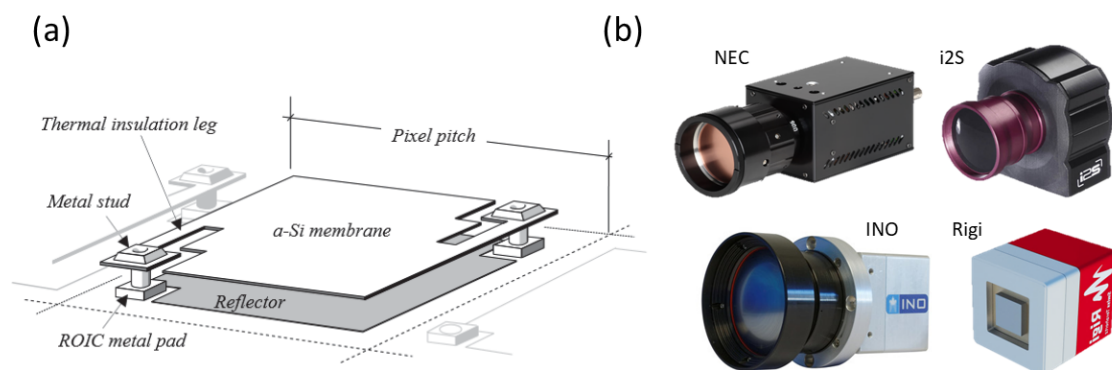 (a)
Thermal insulation leg
Pixel pitch
Metal stud
a-Si membrane
Reflector
ROIC metal pad
(b)
NEC
i2S
i2S
INO
INO
Rigi
Rigi